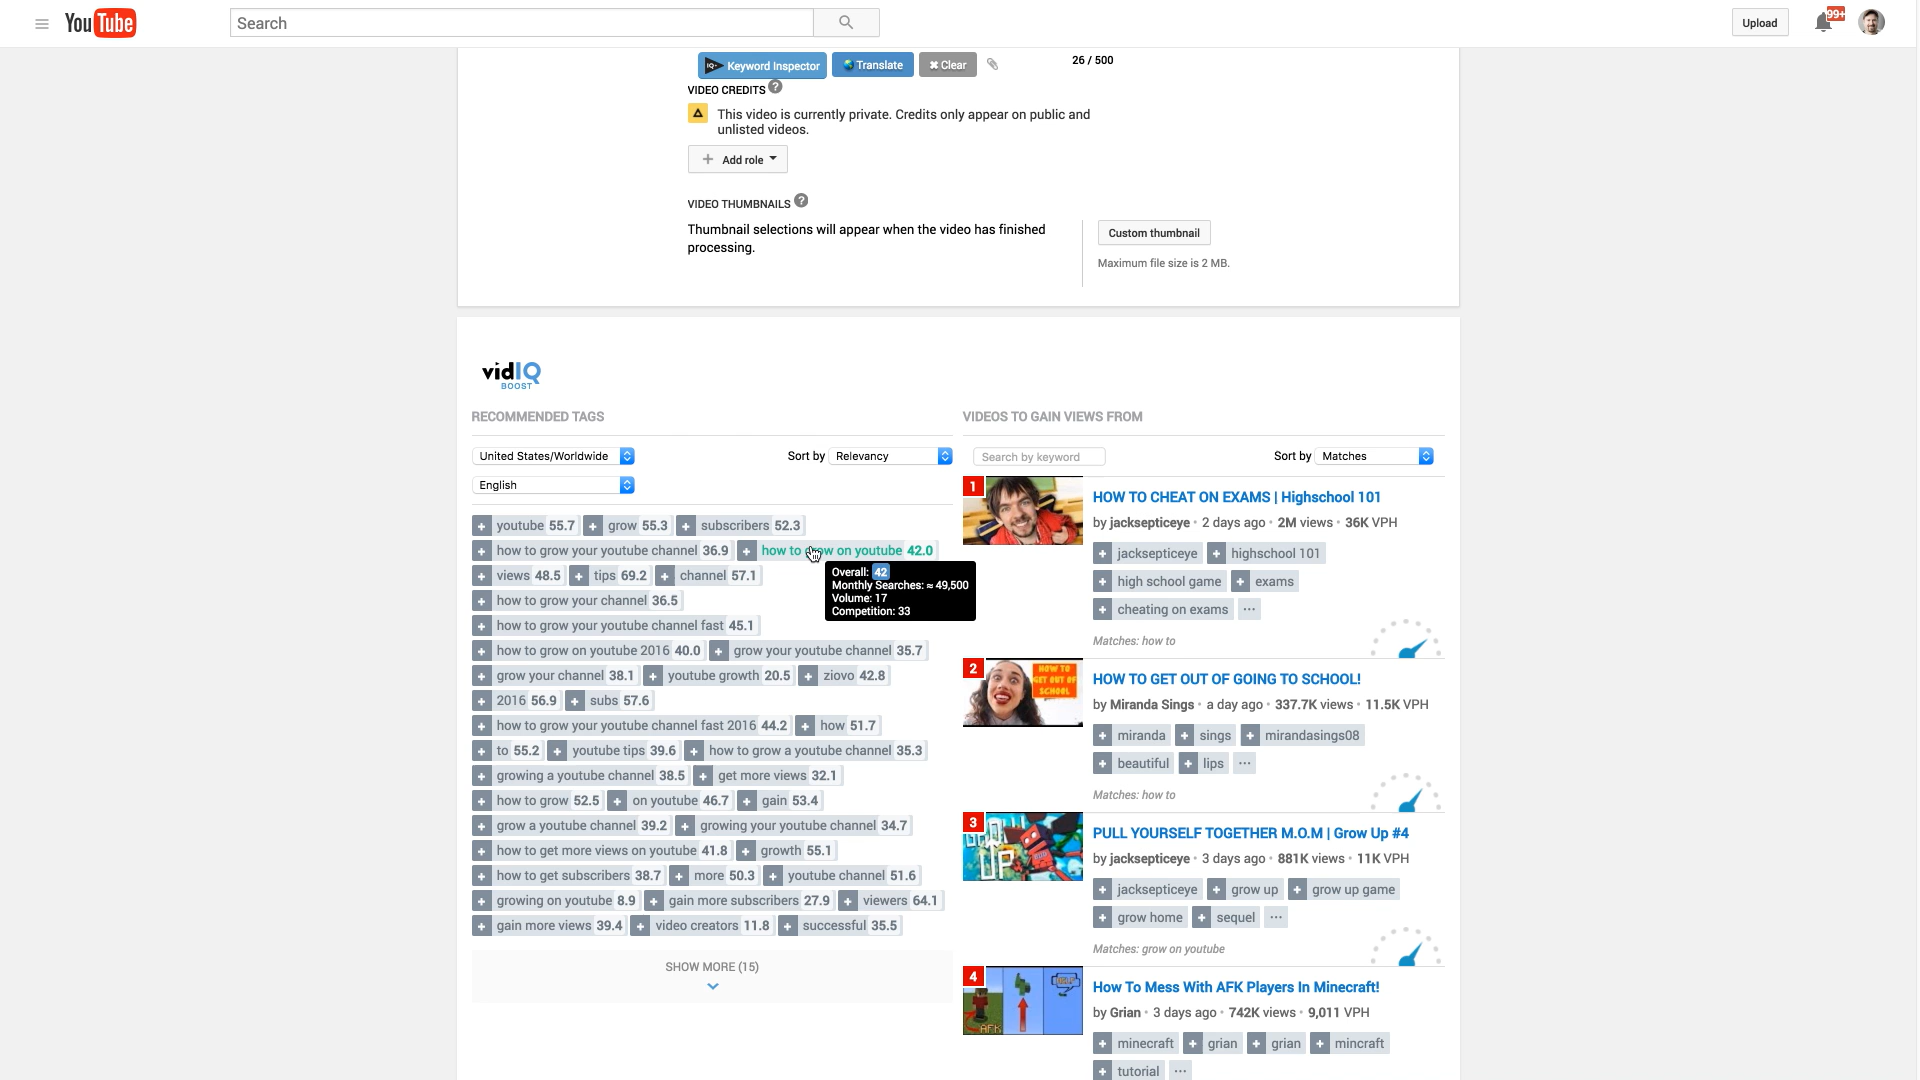 YouTube
Search
Upload
99+
IQ+ Keyword Inspector
Translate
✖ Clear
26 / 500
VIDEO CREDITS ?
This video is currently private. Credits only appear on public and
unlisted videos.
+ Add role
VIDEO THUMBNAILS ?
Thumbnail selections will appear when the video has finished
processing.
Custom thumbnail
Maximum file size is 2 MB.
vidIQ
BOOST
RECOMMENDED TAGS
United States/Worldwide
Sort by Relevancy
English
+ youtube 55.7 + grow 55.3 + subscribers 52.3
+ how to grow your youtube channel 36.9 + how to grow on youtube 42.0
Overall: 42
Monthly Searches: ≈ 49,500
Volume: 17
Competition: 33
+ views 48.5 + tips 69.2 + channel 57.1
+ how to grow your channel 36.5
+ how to grow your youtube channel fast 45.1
+ how to grow on youtube 2016 40.0 + grow your youtube channel 35.7
+ grow your channel 38.1 + youtube growth 20.5 + ziovo 42.8
+ 2016 56.9 + subs 57.6
+ how to grow your youtube channel fast 2016 44.2 + how 51.7
+ to 55.2 + youtube tips 39.6 + how to grow a youtube channel 35.3
+ growing a youtube channel 38.5 + get more views 32.1
+ how to grow 52.5 + on youtube 46.7 + gain 53.4
+ grow a youtube channel 39.2 + growing your youtube channel 34.7
+ how to get more views on youtube 41.8 + growth 55.1
+ how to get subscribers 38.7 + more 50.3 + youtube channel 51.6
+ growing on youtube 8.9 + gain more subscribers 27.9 + viewers 64.1
+ gain more views 39.4 + video creators 11.8 + successful 35.5
SHOW MORE (15)
VIDEOS TO GAIN VIEWS FROM
Search by keyword
Sort by Matches
1
HOW TO CHEAT ON EXAMS | Highschool 101
by jacksepticeye · 2 days ago · 2M views · 36K VPH
+ jacksepticeye + highschool 101
+ high school game + exams
+ cheating on exams ...
Matches: how to
2
HOW TO
GET OUT OF
SCHOOL
HOW TO GET OUT OF GOING TO SCHOOL!
by Miranda Sings · a day ago · 337.7K views · 11.5K VPH
+ miranda + sings + mirandasings08
+ beautiful + lips ...
Matches: how to
3
UP
PULL YOURSELF TOGETHER M.O.M | Grow Up #4
by jacksepticeye · 3 days ago · 881K views · 11K VPH
+ jacksepticeye + grow up + grow up game
+ grow home + sequel ...
Matches: grow on youtube
4
AFK
How To Mess With AFK Players In Minecraft!
by Grian · 3 days ago · 742K views · 9,011 VPH
+ minecraft + grian + grian + mincraft
+ tutorial ...